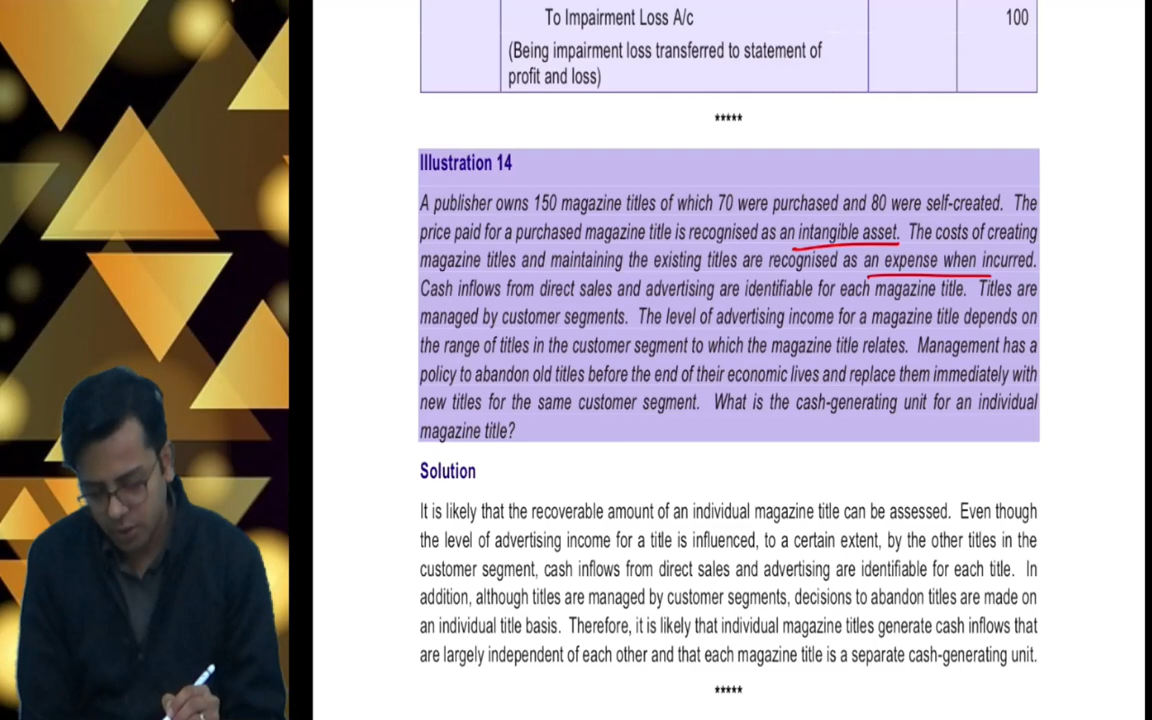 To Impairment Loss A/c 100
(Being impairment loss transferred to statement of
profit and loss)
*****
Illustration 14
A publisher owns 150 magazine titles of which 70 were purchased and 80 were self-created. The
price paid for a purchased magazine title is recognised as an intangible asset. The costs of creating
magazine titles and maintaining the existing titles are recognised as an expense when incurred.
Cash inflows from direct sales and advertising are identifiable for each magazine title. Titles are
managed by customer segments. The level of advertising income for a magazine title depends on
the range of titles in the customer segment to which the magazine title relates. Management has a
policy to abandon old titles before the end of their economic lives and replace them immediately with
new titles for the same customer segment. What is the cash-generating unit for an individual
magazine title?
Solution
It is likely that the recoverable amount of an individual magazine title can be assessed. Even though
the level of advertising income for a title is influenced, to a certain extent, by the other titles in the
customer segment, cash inflows from direct sales and advertising are identifiable for each title. In
addition, although titles are managed by customer segments, decisions to abandon titles are made on
an individual title basis. Therefore, it is likely that individual magazine titles generate cash inflows that
are largely independent of each other and that each magazine title is a separate cash-generating unit.
*****